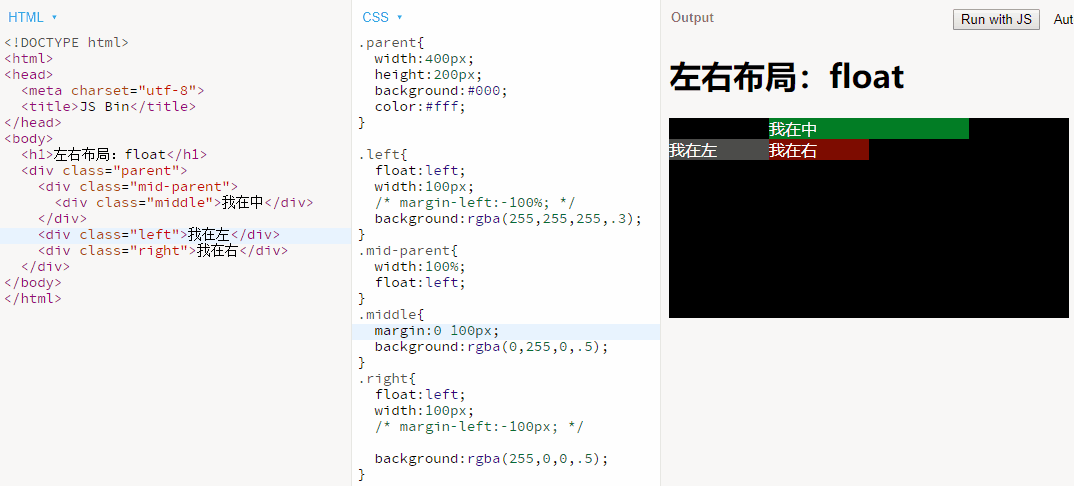 HTML ▾
<!DOCTYPE html>
<html>
<head>
  <meta charset="utf-8">
  <title>JS Bin</title>
</head>
<body>
  <h1>左右布局：float</h1>
  <div class="parent">
    <div class="mid-parent">
      <div class="middle">我在中</div>
    </div>
    <div class="left">我在左</div>
    <div class="right">我在右</div>
  </div>
</body>
</html>
CSS ▾
.parent{
  width:400px;
  height:200px;
  background:#000;
  color:#fff;
}

.left{
  float:left;
  width:100px;
  /* margin-left:-100%; */
  background:rgba(255,255,255,.3);
}
.mid-parent{
  width:100%;
  float:left;
}
.middle{
  margin:0 100px;
  background:rgba(0,255,0,.5);
}
.right{
  float:left;
  width:100px;
  /* margin-left:-100px; */

  background:rgba(255,0,0,.5);
}
Output
Run with JS
Aut
左右布局：float
我在中
我在左 我在右